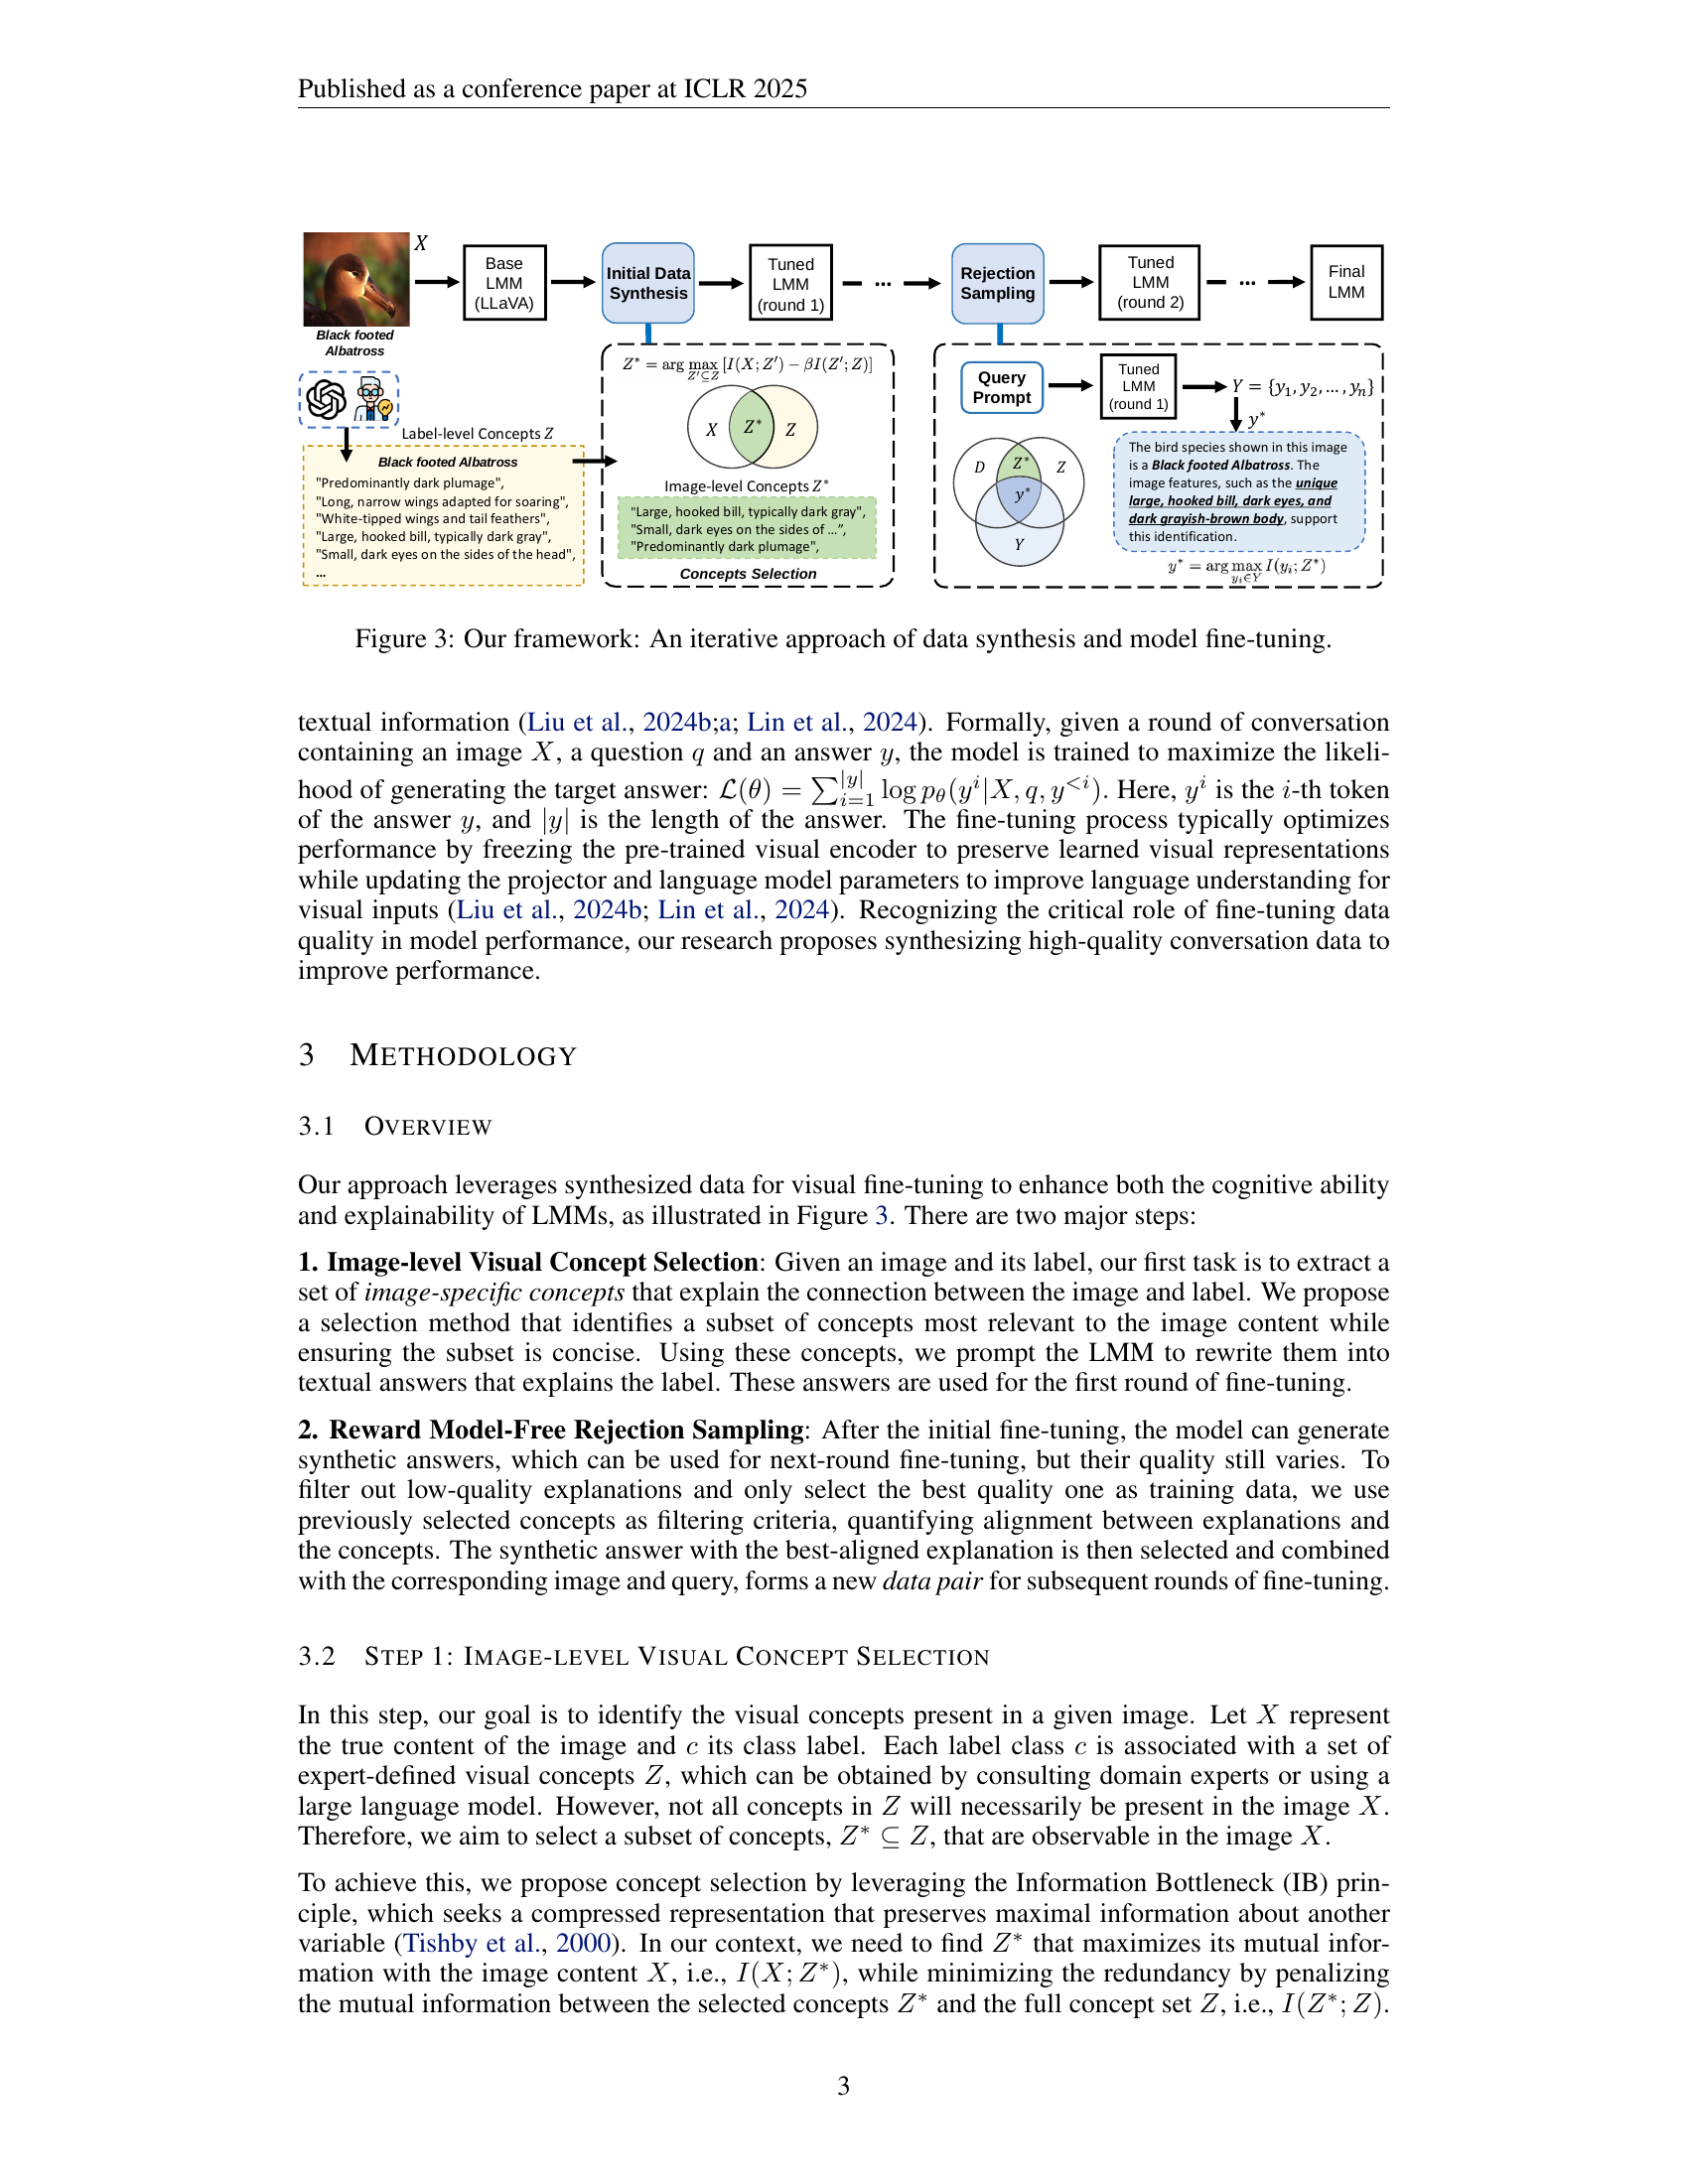 Published as a conference paper at ICLR 2025
X
Black footed
Albatross
Base
LMM
(LLaVA)
Initial Data
Synthesis
Tuned
LMM
(round 1)
...
Rejection
Sampling
Tuned
LMM
(round 2)
...
Final
LMM
Label-level Concepts Z
Black footed Albatross
"Predominantly dark plumage",
"Long, narrow wings adapted for soaring",
"White-tipped wings and tail feathers",
"Large, hooked bill, typically dark gray",
"Small, dark eyes on the sides of the head",
...
Z* = arg max [I(X; Z′) − βI(Z′; Z)]
Z′⊆Z
X Z* Z
Image-level Concepts Z*
"Large, hooked bill, typically dark gray",
"Small, dark eyes on the sides of ...”,
"Predominantly dark plumage",
Concepts Selection
Query
Prompt
Tuned
LMM
(round 1)
Y = {y₁, y₂, ... , yₙ}
y*
D Z* Z
y*
Y
The bird species shown in this image
is a Black footed Albatross. The
image features, such as the unique
large, hooked bill, dark eyes, and
dark grayish-brown body, support
this identification.
y* = arg max I(yᵢ; Z*)
yᵢ∈Y
Figure 3: Our framework: An iterative approach of data synthesis and model fine-tuning.
textual information (Liu et al., 2024b;a; Lin et al., 2024). Formally, given a round of conversation
containing an image X, a question q and an answer y, the model is trained to maximize the likeli-
hood of generating the target answer: L(θ) = ∑_{i=1}^{|y|} log p_θ(y^i|X, q, y^{<i}). Here, y^i is the i-th token
of the answer y, and |y| is the length of the answer. The fine-tuning process typically optimizes
performance by freezing the pre-trained visual encoder to preserve learned visual representations
while updating the projector and language model parameters to improve language understanding for
visual inputs (Liu et al., 2024b; Lin et al., 2024). Recognizing the critical role of fine-tuning data
quality in model performance, our research proposes synthesizing high-quality conversation data to
improve performance.
3 METHODOLOGY
3.1 OVERVIEW
Our approach leverages synthesized data for visual fine-tuning to enhance both the cognitive ability
and explainability of LMMs, as illustrated in Figure 3. There are two major steps:
1. Image-level Visual Concept Selection: Given an image and its label, our first task is to extract a
set of image-specific concepts that explain the connection between the image and label. We propose
a selection method that identifies a subset of concepts most relevant to the image content while
ensuring the subset is concise. Using these concepts, we prompt the LMM to rewrite them into
textual answers that explains the label. These answers are used for the first round of fine-tuning.
2. Reward Model-Free Rejection Sampling: After the initial fine-tuning, the model can generate
synthetic answers, which can be used for next-round fine-tuning, but their quality still varies. To
filter out low-quality explanations and only select the best quality one as training data, we use
previously selected concepts as filtering criteria, quantifying alignment between explanations and
the concepts. The synthetic answer with the best-aligned explanation is then selected and combined
with the corresponding image and query, forms a new data pair for subsequent rounds of fine-tuning.
3.2 STEP 1: IMAGE-LEVEL VISUAL CONCEPT SELECTION
In this step, our goal is to identify the visual concepts present in a given image. Let X represent
the true content of the image and c its class label. Each label class c is associated with a set of
expert-defined visual concepts Z, which can be obtained by consulting domain experts or using a
large language model. However, not all concepts in Z will necessarily be present in the image X.
Therefore, we aim to select a subset of concepts, Z* ⊆ Z, that are observable in the image X.
To achieve this, we propose concept selection by leveraging the Information Bottleneck (IB) prin-
ciple, which seeks a compressed representation that preserves maximal information about another
variable (Tishby et al., 2000). In our context, we need to find Z* that maximizes its mutual infor-
mation with the image content X, i.e., I(X; Z*), while minimizing the redundancy by penalizing
the mutual information between the selected concepts Z* and the full concept set Z, i.e., I(Z*; Z).
3